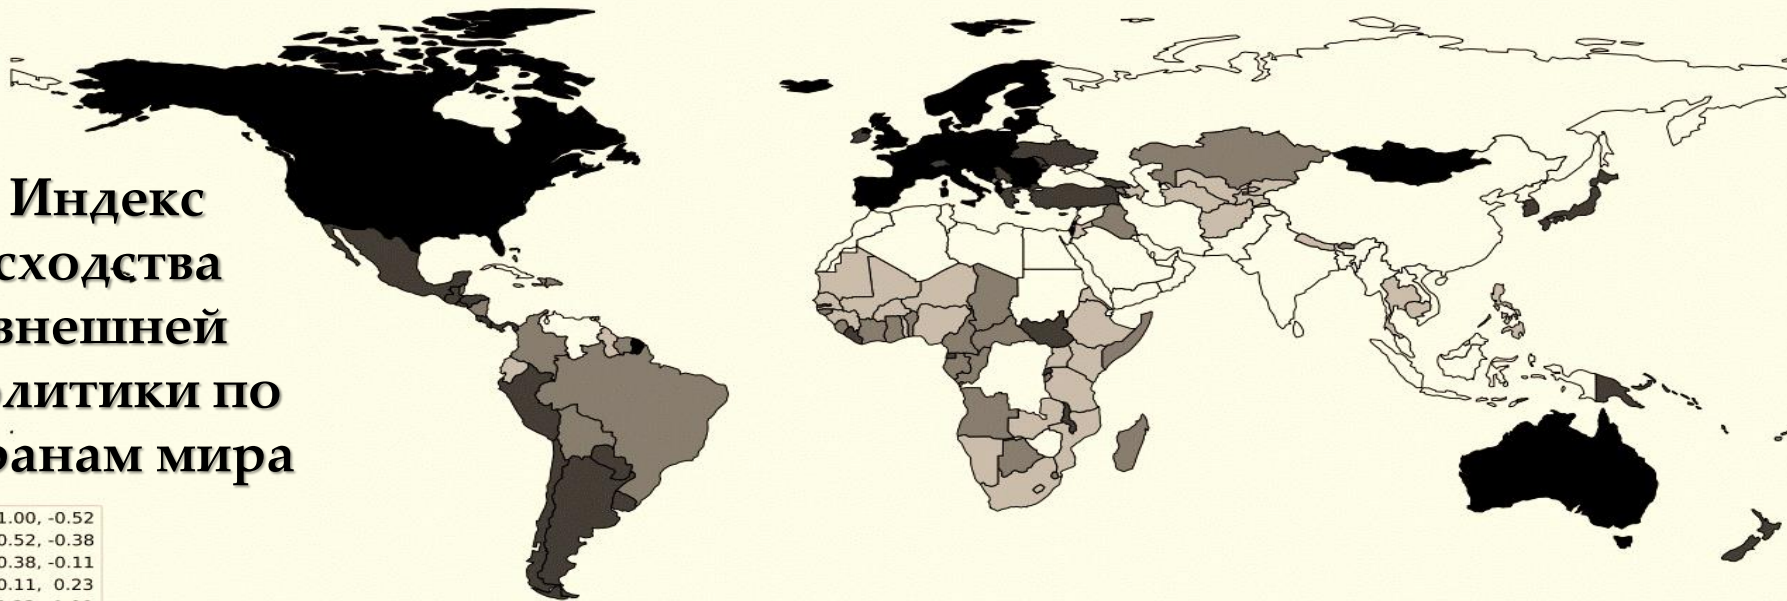 Индекс
сходства
внешней
олитики по
ранам мира
1.00, -0.52
0.52, -0.38
0.38, -0.11
0.11, 0.23